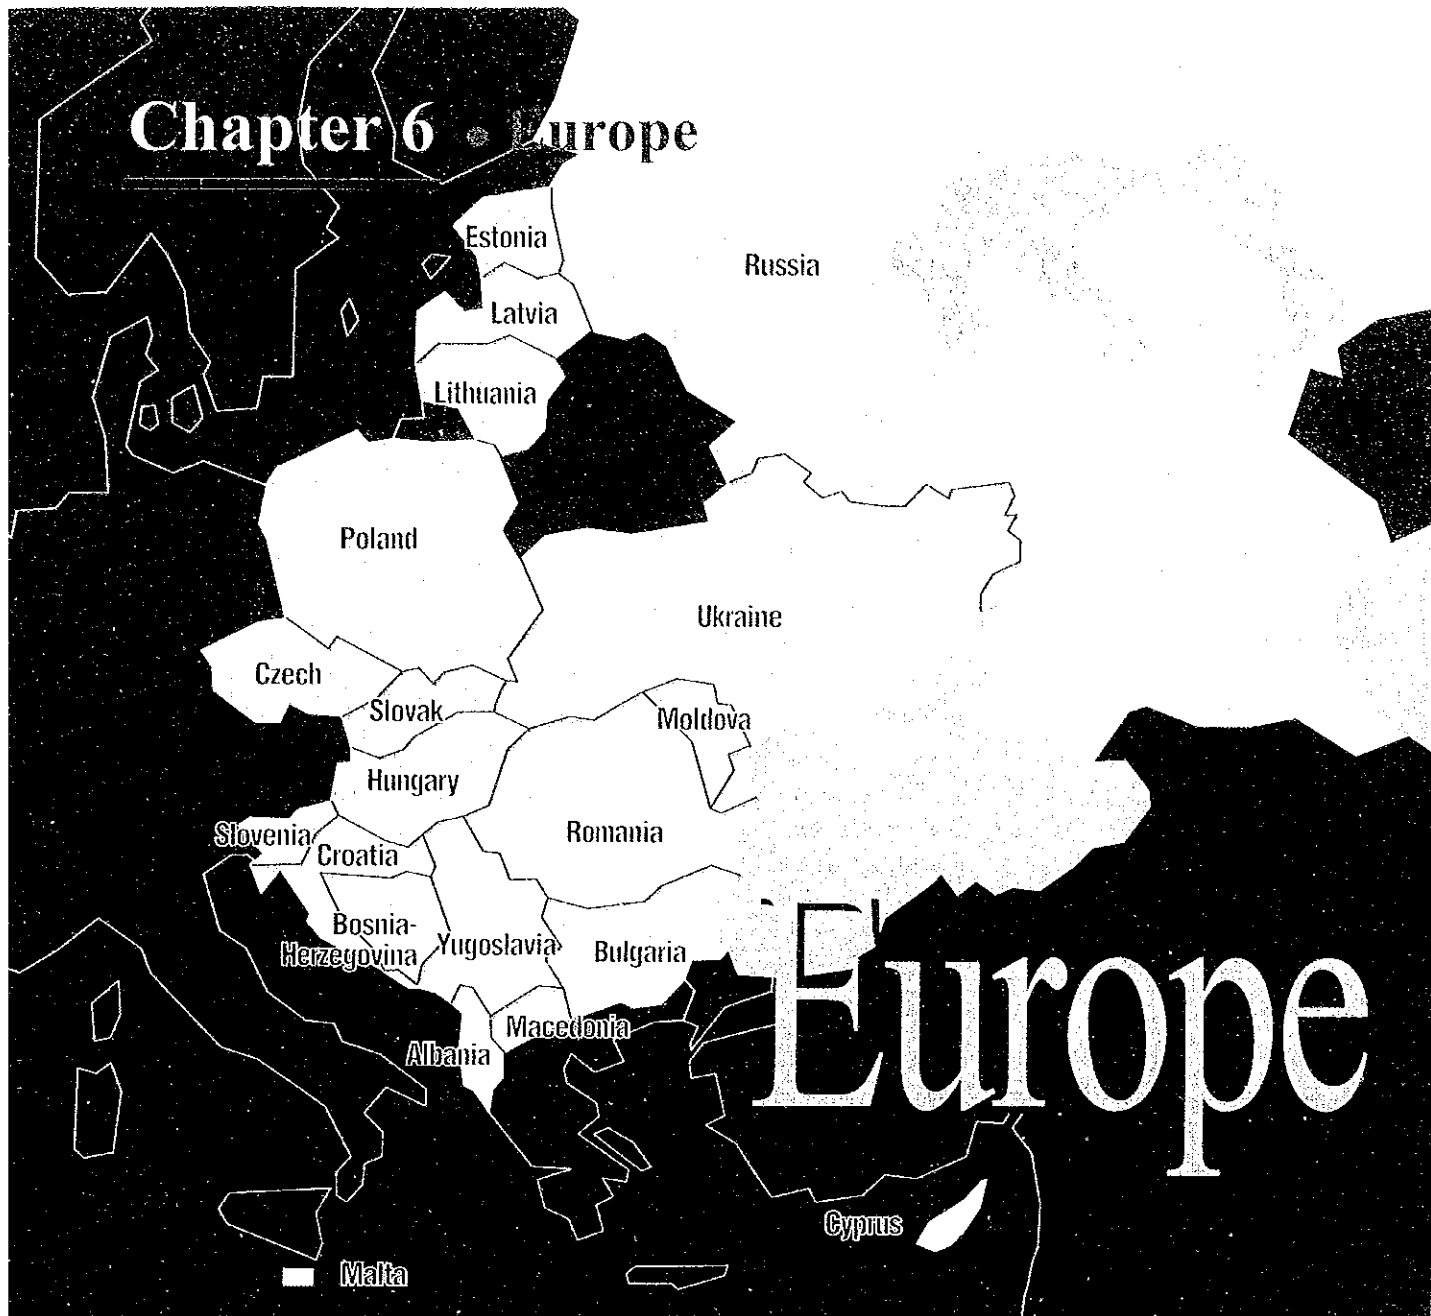 Chapter 6 • Europe
Estonia
Russia
Latvia
Lithuania
Poland
Ukraine
Czech
Slovak
Moldova
Hungary
Slovenia
Romania
Croatia
Bosnia-
Herzegovina
Yugoslavia
Bulgaria
Europe
Macedonia
Albania
Cyprus
Malta